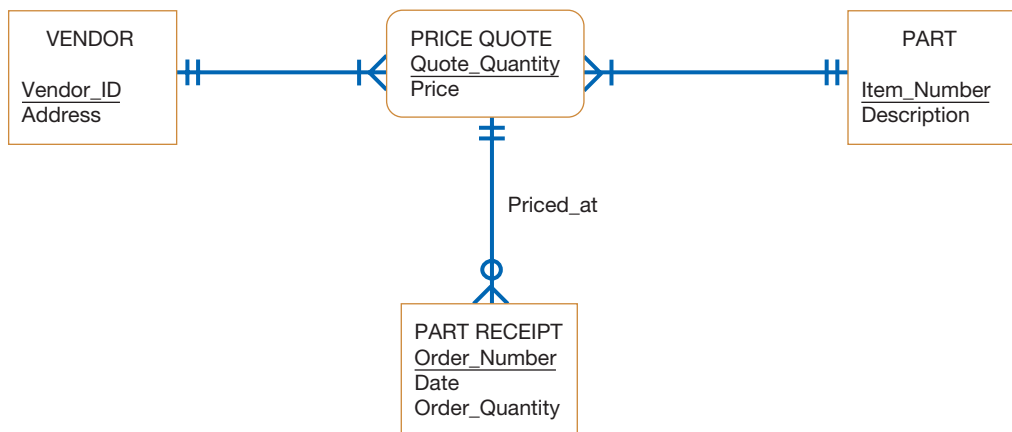 VENDOR
Vendor_ID
Address
PRICE QUOTE
Quote_Quantity
Price
PART
Item_Number
Description
Priced_at
PART RECEIPT
Order_Number
Date
Order_Quantity